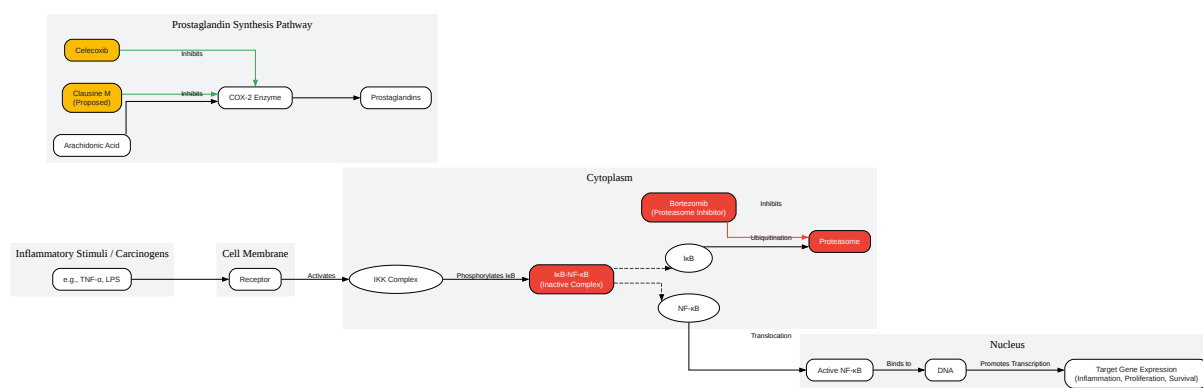 Prostaglandin Synthesis Pathway
Celecoxib
Inhibits
Clausine M
(Proposed)
Inhibits
COX-2 Enzyme
Prostaglandins
Arachidonic Acid
Cytoplasm
Bortezomib
(Proteasome Inhibitor)
Inhibits
Ubiquitination
Proteasome
Inflammatory Stimuli / Carcinogens
e.g., TNF-α, LPS
Cell Membrane
Receptor
Activates
IKK Complex
Phosphorylates IκB
IκB-NF-κB
(Inactive Complex)
IκB
NF-κB
Translocation
Nucleus
Active NF-κB
Binds to
DNA
Promotes Transcription
Target Gene Expression
(Inflammation, Proliferation, Survival)